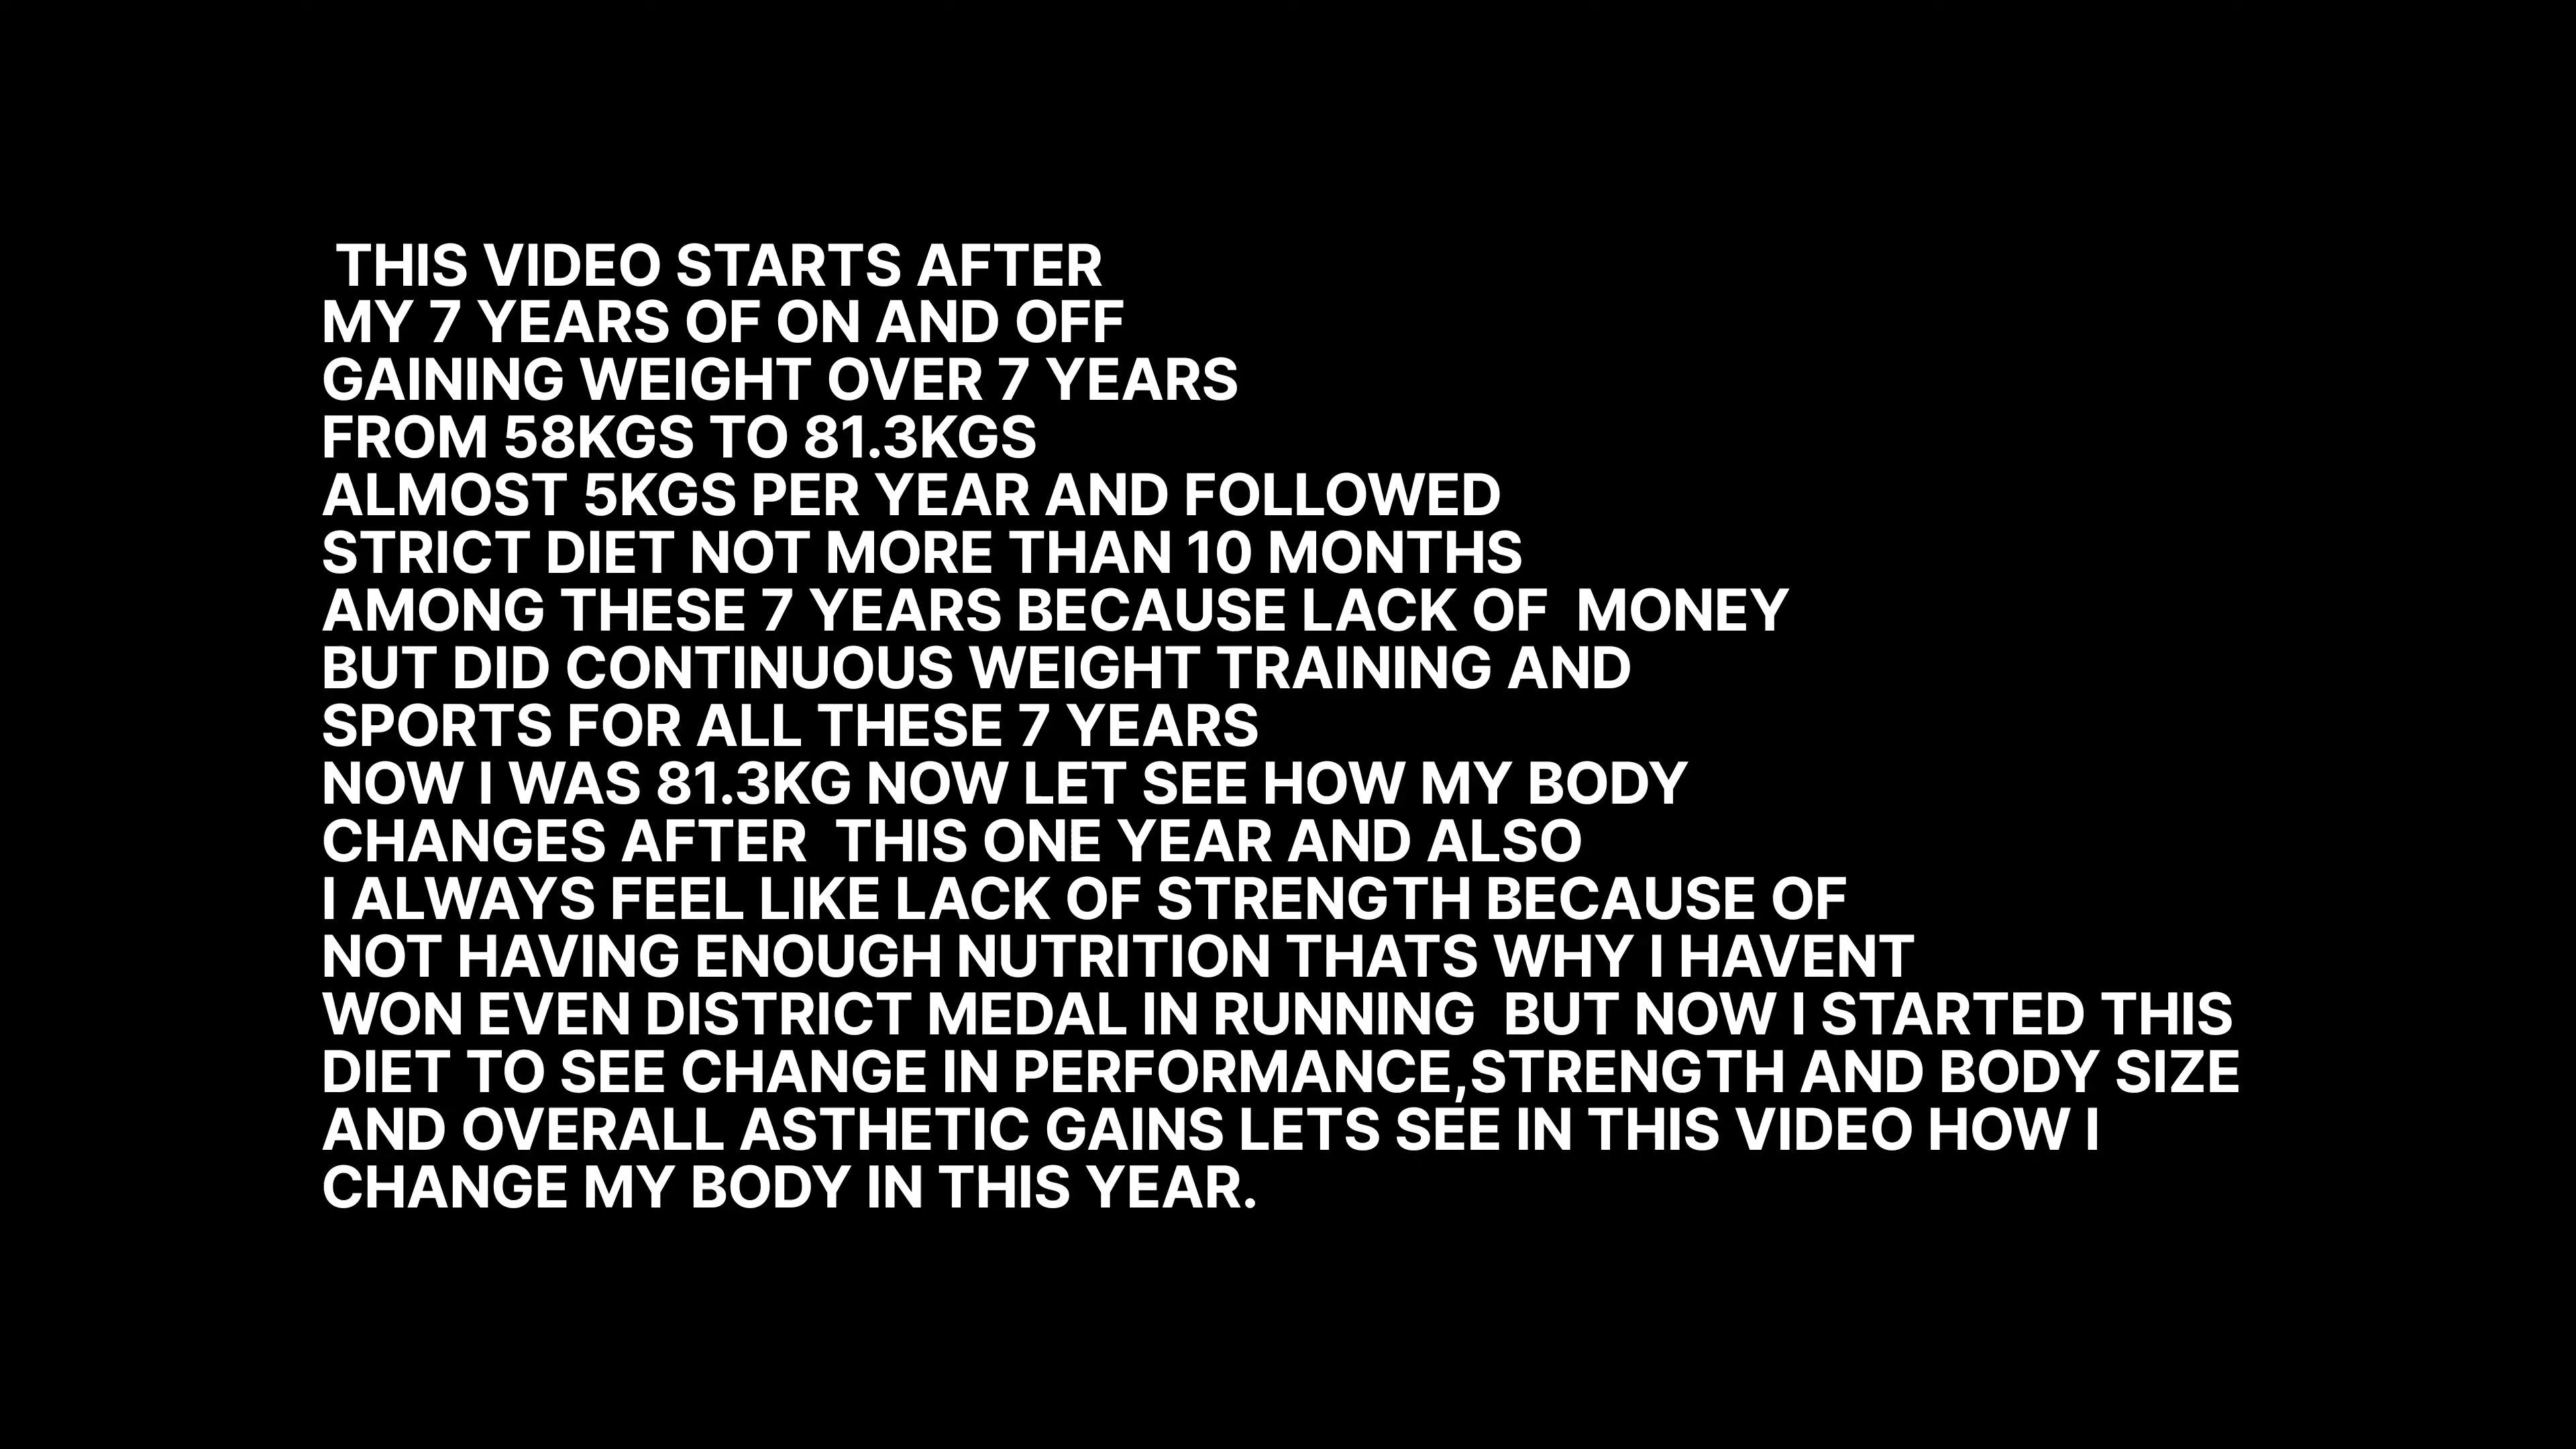 THIS VIDEO STARTS AFTER
MY 7 YEARS OF ON AND OFF
GAINING WEIGHT OVER 7 YEARS
FROM 58KGS TO 81.3KGS
ALMOST 5KGS PER YEAR AND FOLLOWED
STRICT DIET NOT MORE THAN 10 MONTHS
AMONG THESE 7 YEARS BECAUSE LACK OF  MONEY
BUT DID CONTINUOUS WEIGHT TRAINING AND
SPORTS FOR ALL THESE 7 YEARS
NOW I WAS 81.3KG NOW LET SEE HOW MY BODY
CHANGES AFTER  THIS ONE YEAR AND ALSO
I ALWAYS FEEL LIKE LACK OF STRENGTH BECAUSE OF
NOT HAVING ENOUGH NUTRITION THATS WHY I HAVENT
WON EVEN DISTRICT MEDAL IN RUNNING  BUT NOW I STARTED THIS
DIET TO SEE CHANGE IN PERFORMANCE,STRENGTH AND BODY SIZE
AND OVERALL ASTHETIC GAINS LETS SEE IN THIS VIDEO HOW I
CHANGE MY BODY IN THIS YEAR.